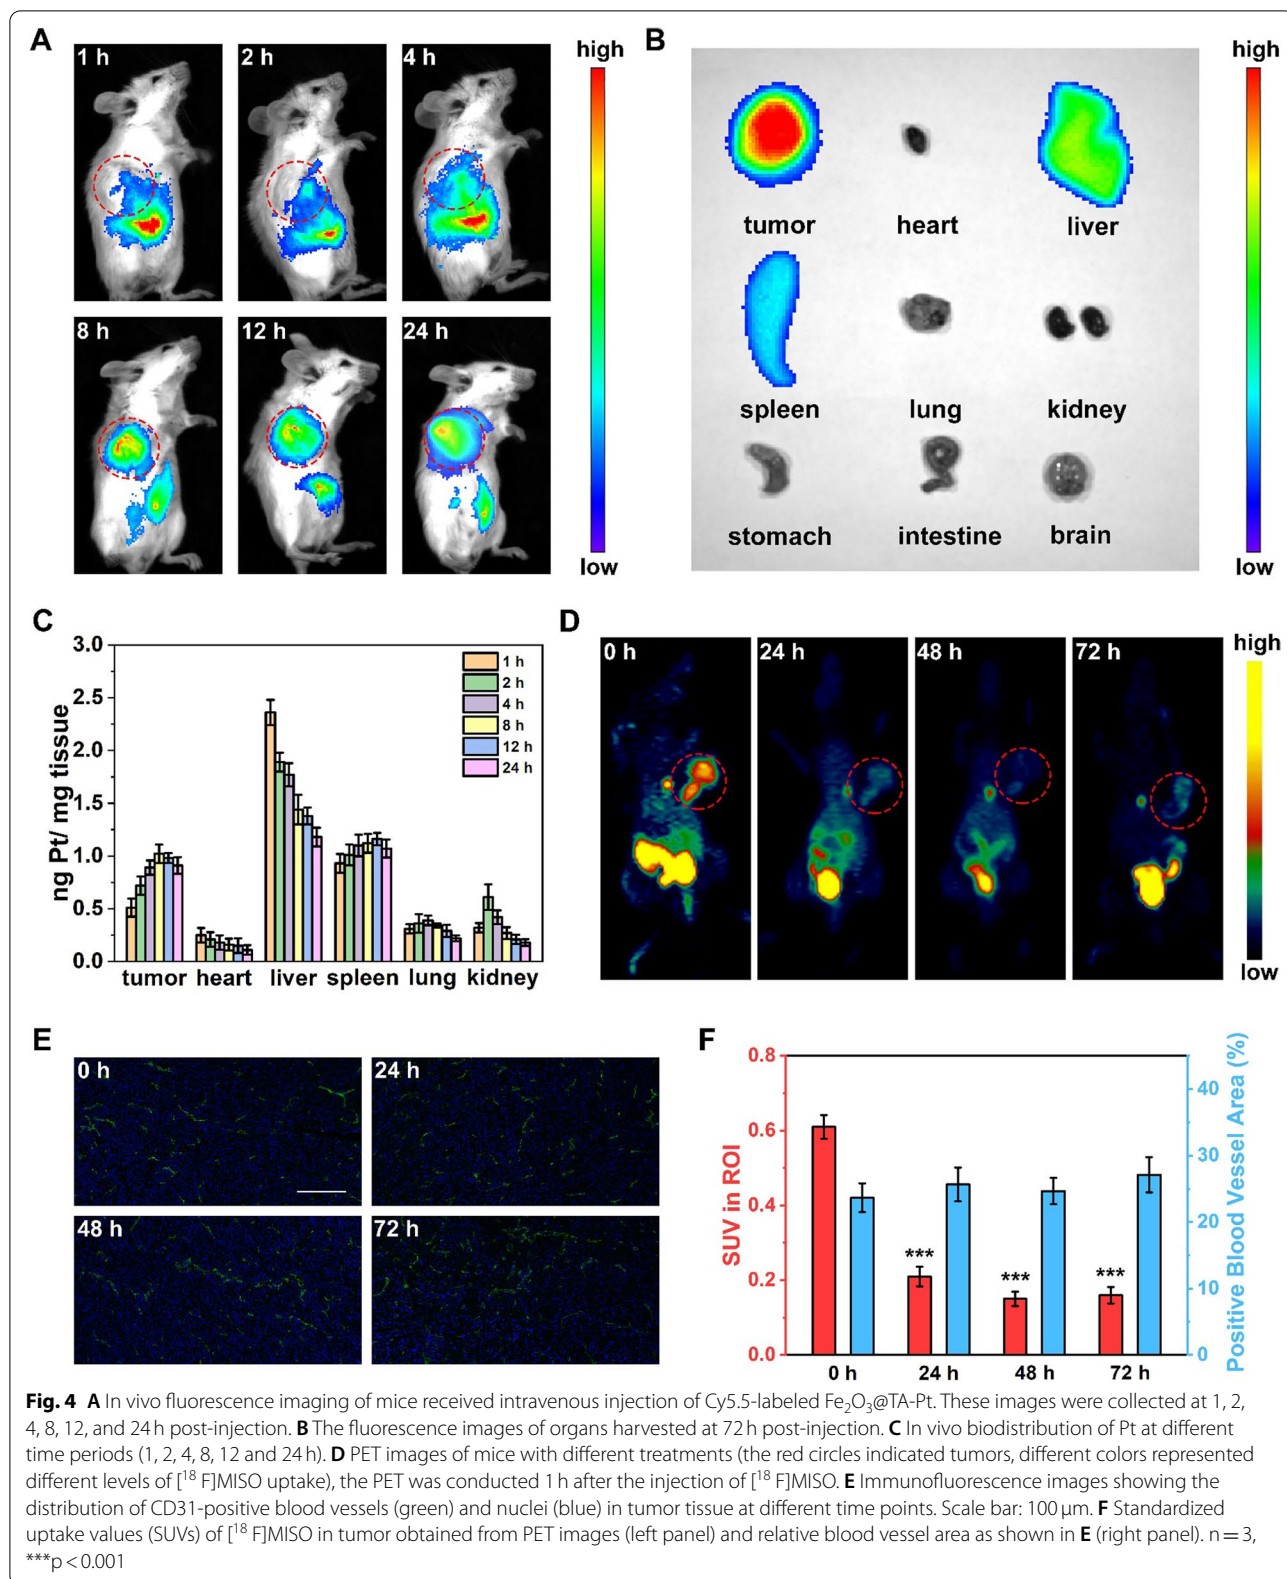 A
1 h
2 h
4 h
high
8 h
12 h
24 h
low
B
high
tumor
heart
liver
spleen
lung
kidney
stomach
intestine
brain
low
C
ng Pt/ mg tissue
3.0
2.5
2.0
1.5
1.0
0.5
0.0
1 h
2 h
4 h
8 h
12 h
24 h
tumor heart liver spleen lung kidney
D
0 h
24 h
48 h
72 h
high
low
E
0 h
24 h
48 h
72 h
F
SUV in ROI
0.8
0.6
0.4
0.2
0.0
***
***
***
0 h
24 h
48 h
72 h
40
30
20
10
0
Positive Blood Vessel Area (%)
Fig. 4 A In vivo fluorescence imaging of mice received intravenous injection of Cy5.5-labeled Fe₂O₃@TA-Pt. These images were collected at 1, 2,
4, 8, 12, and 24 h post-injection. B The fluorescence images of organs harvested at 72 h post-injection. C In vivo biodistribution of Pt at different
time periods (1, 2, 4, 8, 12 and 24 h). D PET images of mice with different treatments (the red circles indicated tumors, different colors represented
different levels of [¹⁸ F]MISO uptake), the PET was conducted 1 h after the injection of [¹⁸ F]MISO. E Immunofluorescence images showing the
distribution of CD31-positive blood vessels (green) and nuclei (blue) in tumor tissue at different time points. Scale bar: 100 μm. F Standardized
uptake values (SUVs) of [¹⁸ F]MISO in tumor obtained from PET images (left panel) and relative blood vessel area as shown in E (right panel). n = 3,
***p < 0.001